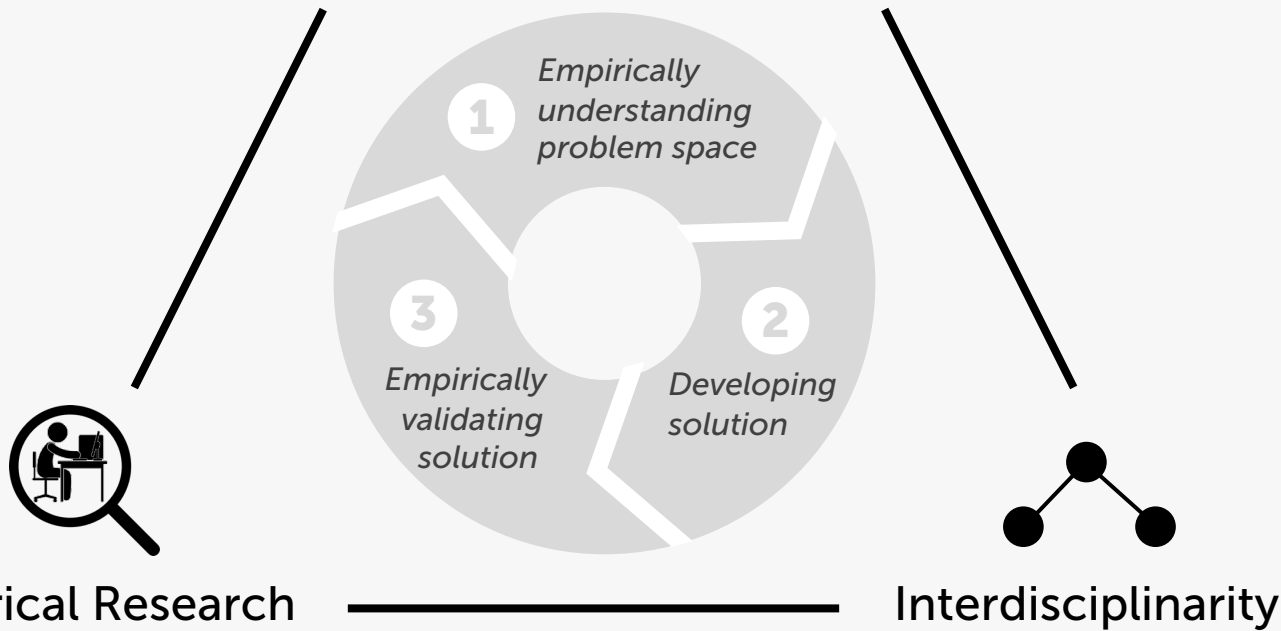 1
Empirically
understanding
problem space
3
Empirically
validating
solution
2
Developing
solution
rical Research
Interdisciplinarity